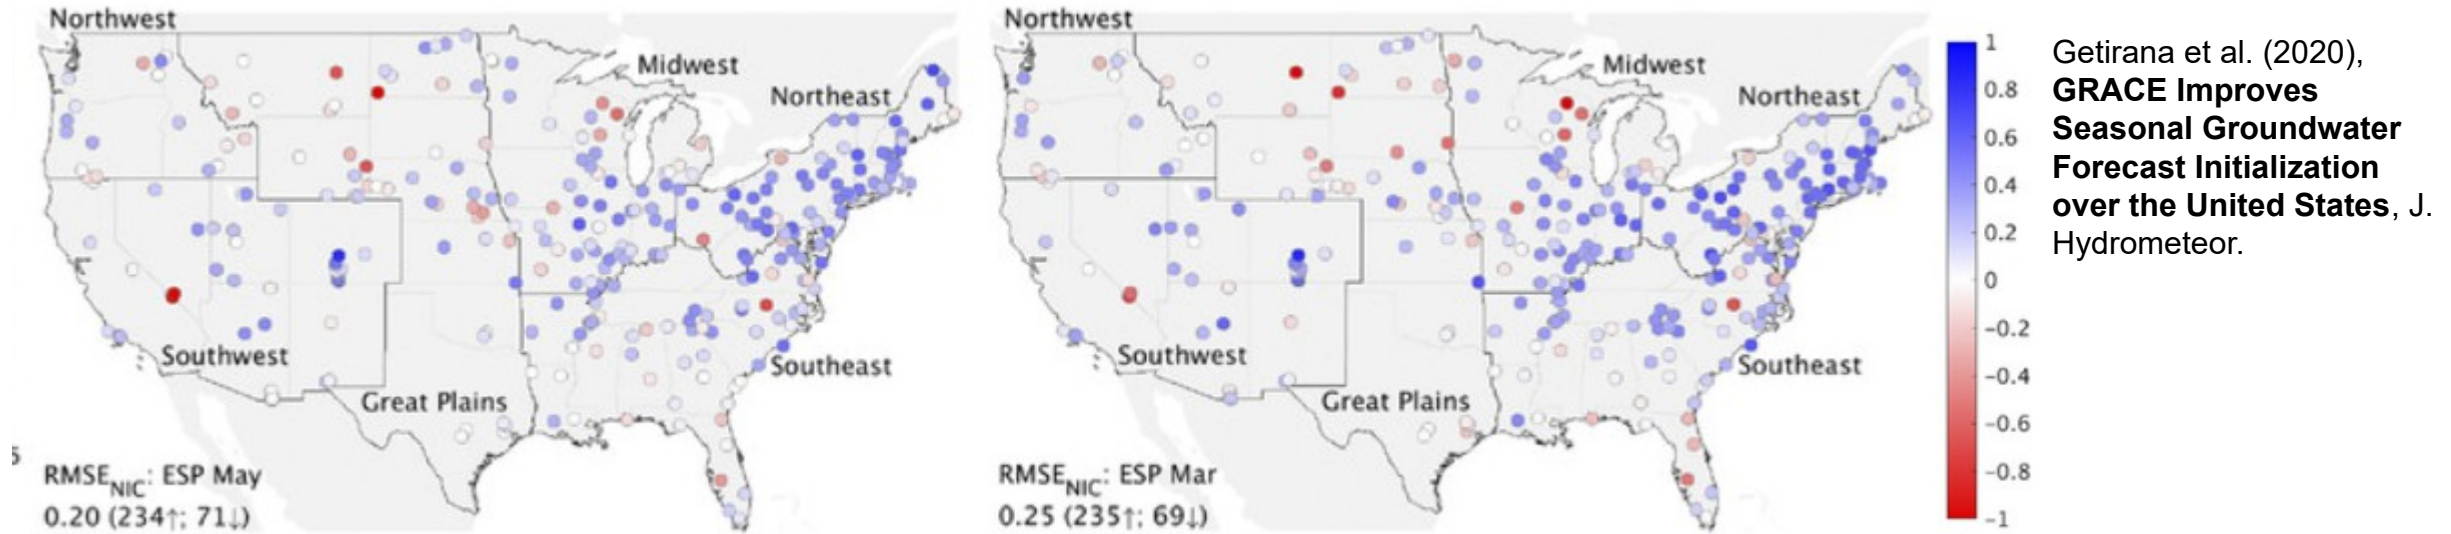 Northwest
Midwest
Northeast
Southwest
Southeast
Great Plains
5
RMSE_NIC: ESP May
0.20 (234↑; 71↓)
Northwest
Midwest
Northeast
Southwest
Southeast
Great Plains
RMSE_NIC: ESP Mar
0.25 (235↑; 69↓)
1
0.8
0.6
0.4
0.2
0
−0.2
−0.4
−0.6
−0.8
−1
Getirana et al. (2020),
GRACE Improves
Seasonal Groundwater
Forecast Initialization
over the United States, J.
Hydrometeor.